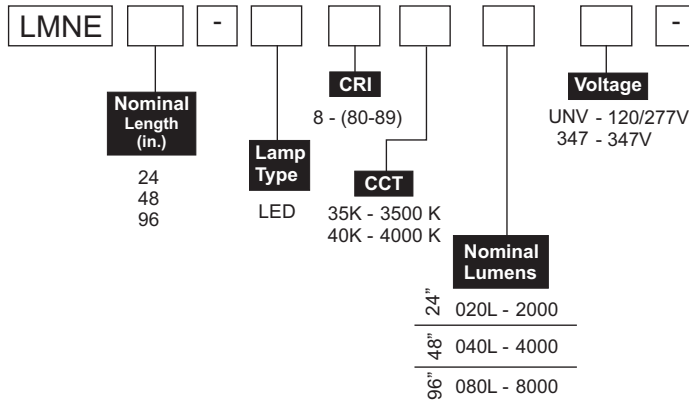 LMNE - -
Nominal
Length
(in.)
24
48
96
Lamp
Type
LED
CRI
8 - (80-89)
CCT
35K - 3500 K
40K - 4000 K
Nominal
Lumens
24” 020L - 2000
48” 040L - 4000
96” 080L - 8000
Voltage
UNV - 120/277V
347 - 347V